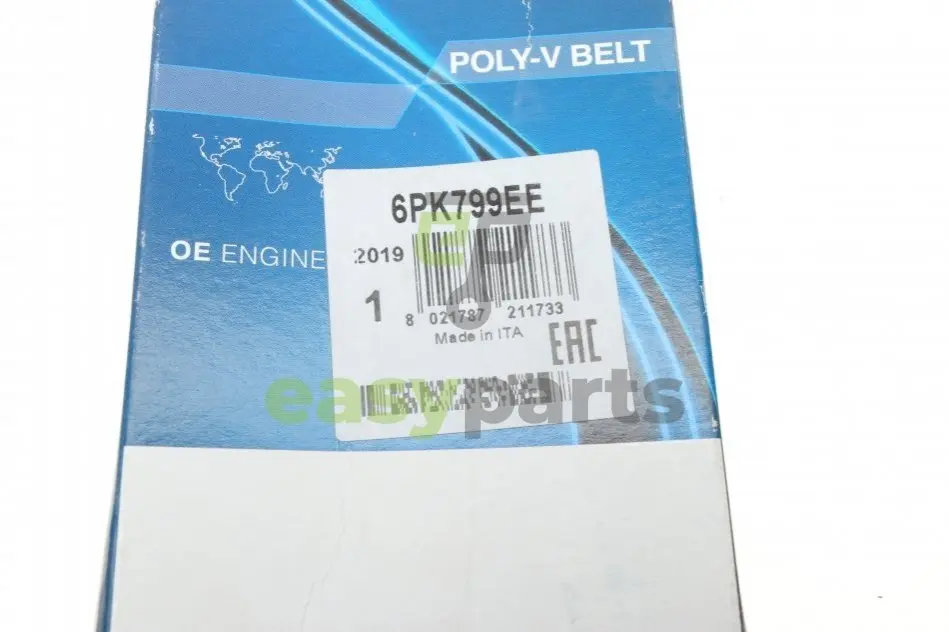 POLY-V BELT
6PK799EE
OE ENGINE
2019
1
8 021787 211733
Made in ITA
EAC
easyparts